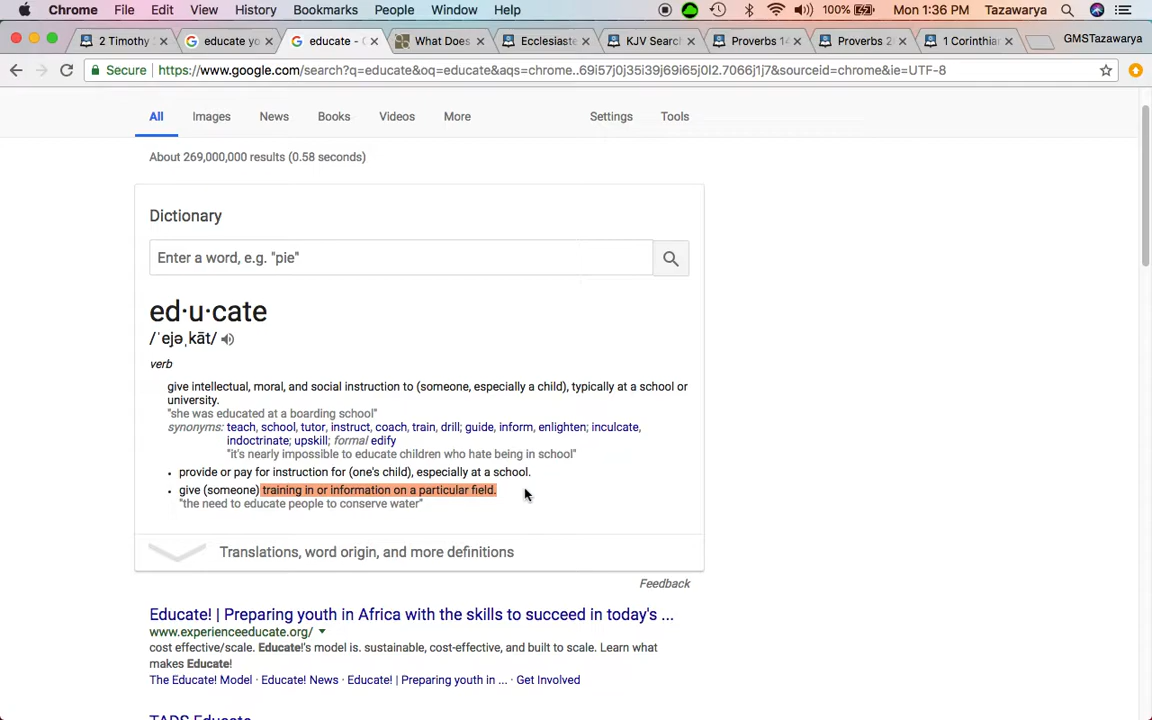 Chrome File Edit View History Bookmarks People Window Help 100% Mon 1:36 PM Tazawarya
2 Timothy educate yo educate - G What Does Ecclesiaste KJV Searc Proverbs 14 Proverbs 2 1 Corinthia GMSTazawarya
Secure https://www.google.com/search?q=educate&oq=educate&aqs=chrome..69i57j0j35i39j69i65j0l2.7066j1j7&sourceid=chrome&ie=UTF-8
All Images News Books Videos More Settings Tools
About 269,000,000 results (0.58 seconds)
Dictionary
Enter a word, e.g. "pie"
ed·u·cate
/ˈejəˌkāt/
verb
give intellectual, moral, and social instruction to (someone, especially a child), typically at a school or
university.
"she was educated at a boarding school"
synonyms: teach, school, tutor, instruct, coach, train, drill; guide, inform, enlighten; inculcate,
indoctrinate; upskill; formal edify
"it's nearly impossible to educate children who hate being in school"
• provide or pay for instruction for (one's child), especially at a school.
• give (someone) training in or information on a particular field.
"the need to educate people to conserve water"
Translations, word origin, and more definitions
Feedback
Educate! | Preparing youth in Africa with the skills to succeed in today's ...
www.experienceeducate.org/
cost effective/scale. Educate!'s model is. sustainable, cost-effective, and built to scale. Learn what
makes Educate!
The Educate! Model · Educate! News · Educate! | Preparing youth in ... · Get Involved
TADS Educate